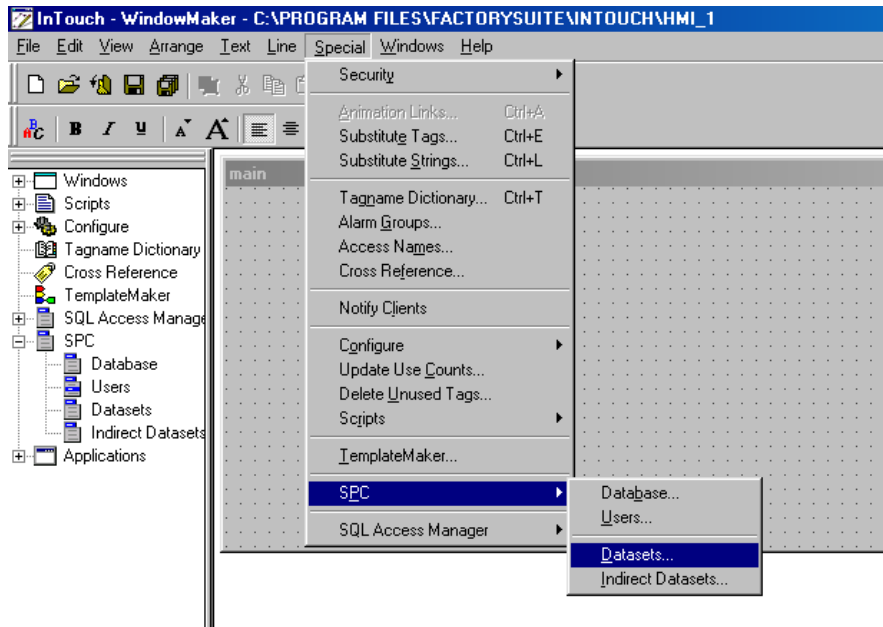 InTouch - WindowMaker - C:\PROGRAM FILES\FACTORYSUITE\INTOUCH\HMI_1
File Edit View Arrange Text Line Special Windows Help
Security
Animation Links... Ctrl+A
Substitute Tags... Ctrl+E
Substitute Strings... Ctrl+L
Tagname Dictionary... Ctrl+T
Alarm Groups...
Access Names...
Cross Reference...
Notify Clients
Configure
Update Use Counts...
Delete Unused Tags...
Scripts
TemplateMaker...
SPC
SQL Access Manager
Database...
Users...
Datasets...
Indirect Datasets...
main
Windows
Scripts
Configure
Tagname Dictionary
Cross Reference
TemplateMaker
SQL Access Manage
SPC
Database
Users
Datasets
Indirect Datasets
Applications